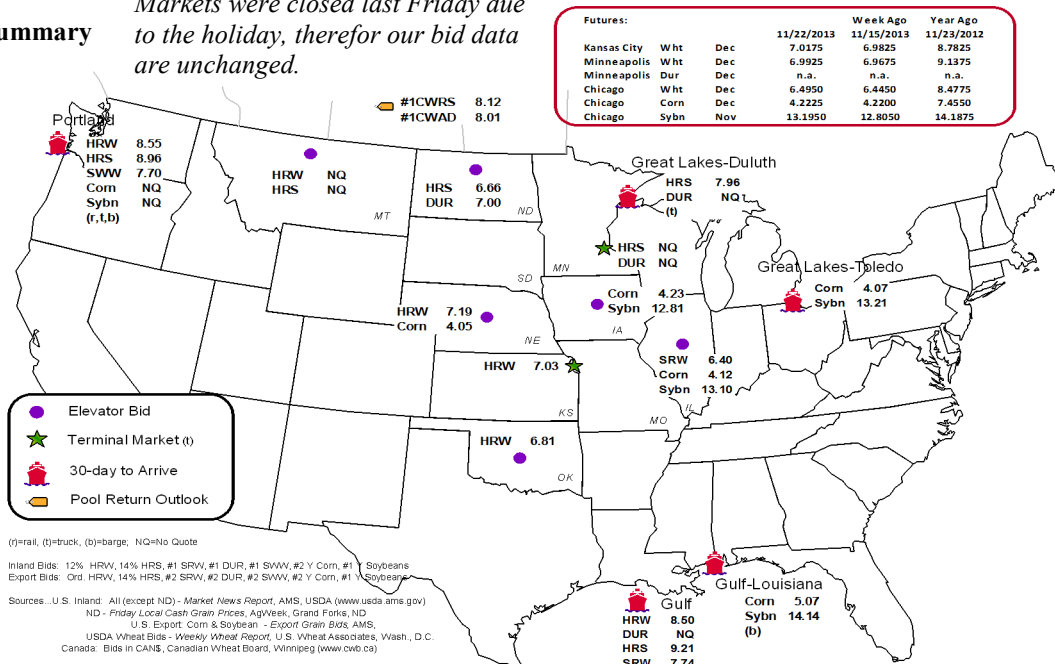 ummary
Markets were closed last Friday due
to the holiday, therefor our bid data
are unchanged.
Futures: Week Ago Year Ago
11/22/2013 11/15/2013 11/23/2012
Kansas City Wht Dec 7.0175 6.9825 8.7825
Minneapolis Wht Dec 6.9925 6.9675 9.1375
Minneapolis Dur Dec n.a. n.a. n.a.
Chicago Wht Dec 6.4950 6.4450 8.4775
Chicago Corn Dec 4.2225 4.2200 7.4550
Chicago Sybn Nov 13.1950 12.8050 14.1875
#1CWRS 8.12
#1CWAD 8.01
Portland
HRW 8.55
HRS 8.96
SWW 7.70
Corn NQ
Sybn NQ
(r,t,b)
HRW NQ
HRS NQ
MT
HRS 6.66
DUR 7.00
ND
Great Lakes-Duluth
HRS 7.96
DUR NQ
(t)
HRS NQ
DUR NQ
MN
SD
Great Lakes-Toledo
Corn 4.07
Sybn 13.21
Corn 4.23
Sybn 12.81
IA
HRW 7.19
Corn 4.05
NE
SRW 6.40
Corn 4.12
Sybn 13.10
IL
HRW 7.03
KS
MO
HRW 6.81
OK
Elevator Bid
Terminal Market (t)
30-day to Arrive
Pool Return Outlook
(r)=rail, (t)=truck, (b)=barge; NQ=No Quote
Inland Bids: 12% HRW, 14% HRS, #1 SRW, #1 DUR, #1 SWW, #2 Y Corn, #1 Y Soybeans
Export Bids: Ord. HRW, 14% HRS, #2 SRW, #2 DUR, #2 SWW, #2 Y Corn, #1 Y Soybeans
Sources...U.S. Inland: All (except ND) - Market News Report, AMS, USDA (www.usda.ams.gov)
ND - Friday Local Cash Grain Prices, AgWeek, Grand Forks, ND
U.S. Export: Corn & Soybean - Export Grain Bids, AMS,
USDA Wheat Bids - Weekly Wheat Report, U.S. Wheat Associates, Wash., D.C.
Canada: Bids in CAN$, Canadian Wheat Board, Winnipeg (www.cwb.ca)
Gulf-Louisiana
Corn 5.07
Sybn 14.14
(b)
Gulf
HRW 8.50
DUR NQ
HRS 9.21
SRW 7.74